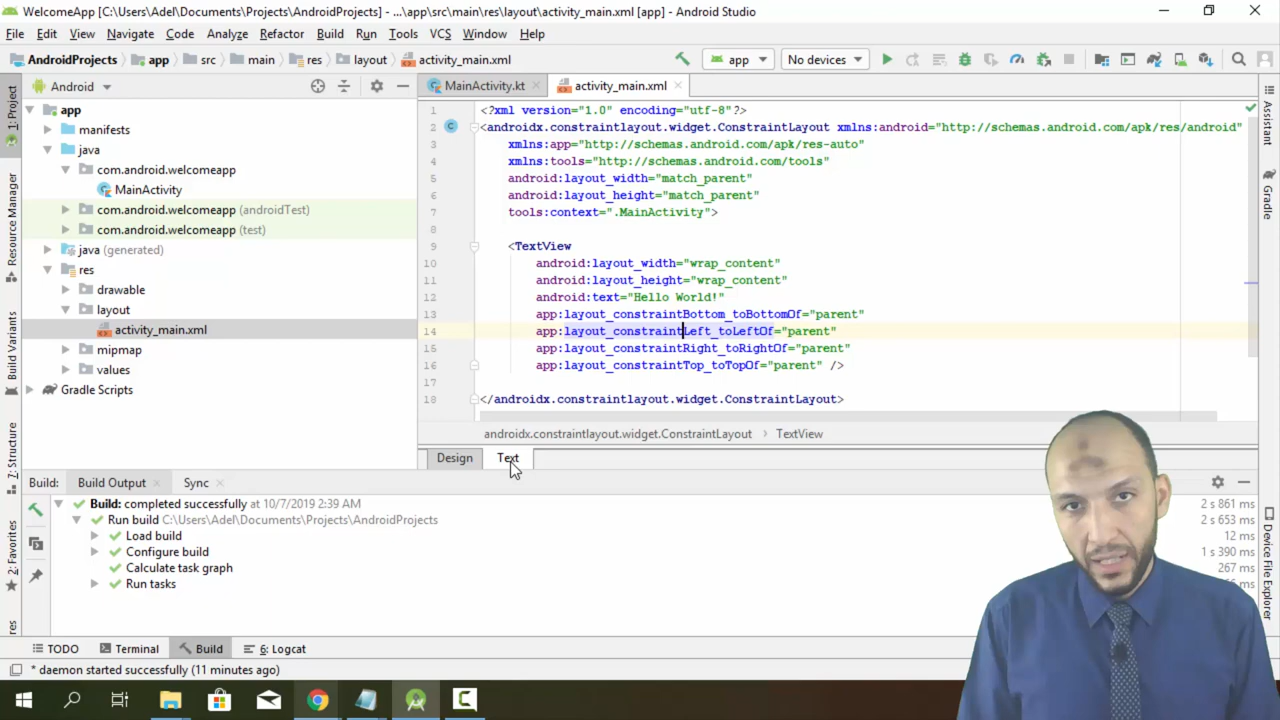 WelcomeApp [C:\Users\Adel\Documents\Projects\AndroidProjects] - ...\app\src\main\res\layout\activity_main.xml [app] - Android Studio
File Edit View Navigate Code Analyze Refactor Build Run Tools VCS Window Help
AndroidProjects app src main res layout activity_main.xml app No devices
1: Project
Resource Manager
Build Variants
Z: Structure
2: Favorites
Android
app
manifests
java
com.android.welcomeapp
MainActivity
com.android.welcomeapp (androidTest)
com.android.welcomeapp (test)
java (generated)
res
drawable
layout
activity_main.xml
mipmap
values
Gradle Scripts
MainActivity.kt activity_main.xml
1 <?xml version="1.0" encoding="utf-8"?>
2 <androidx.constraintlayout.widget.ConstraintLayout xmlns:android="http://schemas.android.com/apk/res/android"
3 xmlns:app="http://schemas.android.com/apk/res-auto"
4 xmlns:tools="http://schemas.android.com/tools"
5 android:layout_width="match_parent"
6 android:layout_height="match_parent"
7 tools:context=".MainActivity">
8
9 <TextView
10 android:layout_width="wrap_content"
11 android:layout_height="wrap_content"
12 android:text="Hello World!"
13 app:layout_constraintBottom_toBottomOf="parent"
14 app:layout_constraintLeft_toLeftOf="parent"
15 app:layout_constraintRight_toRightOf="parent"
16 app:layout_constraintTop_toTopOf="parent" />
17
18 </androidx.constraintlayout.widget.ConstraintLayout>
androidx.constraintlayout.widget.ConstraintLayout › TextView
Design Text
Assistant
Gradle
Device File Explorer
Build: Build Output Sync
Build: completed successfully at 10/7/2019 2:39 AM 2 s 861 ms
Run build C:\Users\Adel\Documents\Projects\AndroidProjects 2 s 653 ms
Load build 12 ms
Configure build 1 s 390 ms
Calculate task graph 267 ms
Run tasks ms
TODO Terminal Build 6: Logcat
* daemon started successfully (11 minutes ago)